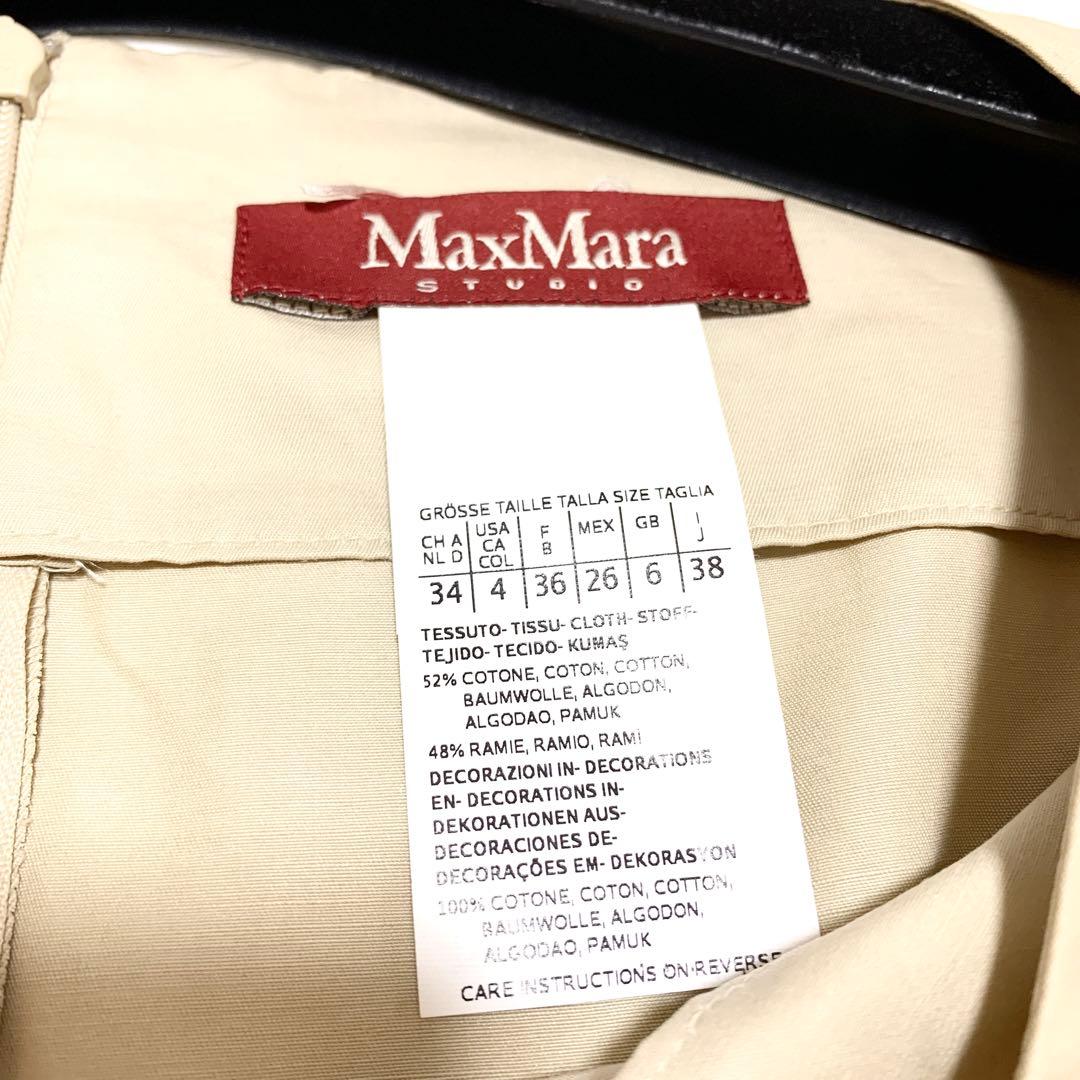 MaxMara
STUDIO
GRÖSSE TAILLE TALLA SIZE TAGLIA
CH A NL D USA CA COL F B MEX GB I J
34 4 36 26 6 38
TESSUTO- TISSU- CLOTH- STOFF-
TEJIDO- TECIDO- KUMAŞ
52% COTONE, COTON, COTTON,
BAUMWOLLE, ALGODON,
ALGODAO, PAMUK
48% RAMIE, RAMIO, RAMİ
DECORAZIONI IN- DECORATIONS
EN- DECORATIONS IN-
DEKORATIONEN AUS-
DECORACIONES DE-
DECORAÇÕES EM- DEKORASYON
100% COTONE, COTON, COTTON,
BAUMWOLLE, ALGODON,
ALGODAO, PAMUK
CARE INSTRUCTIONS ON REVERSE